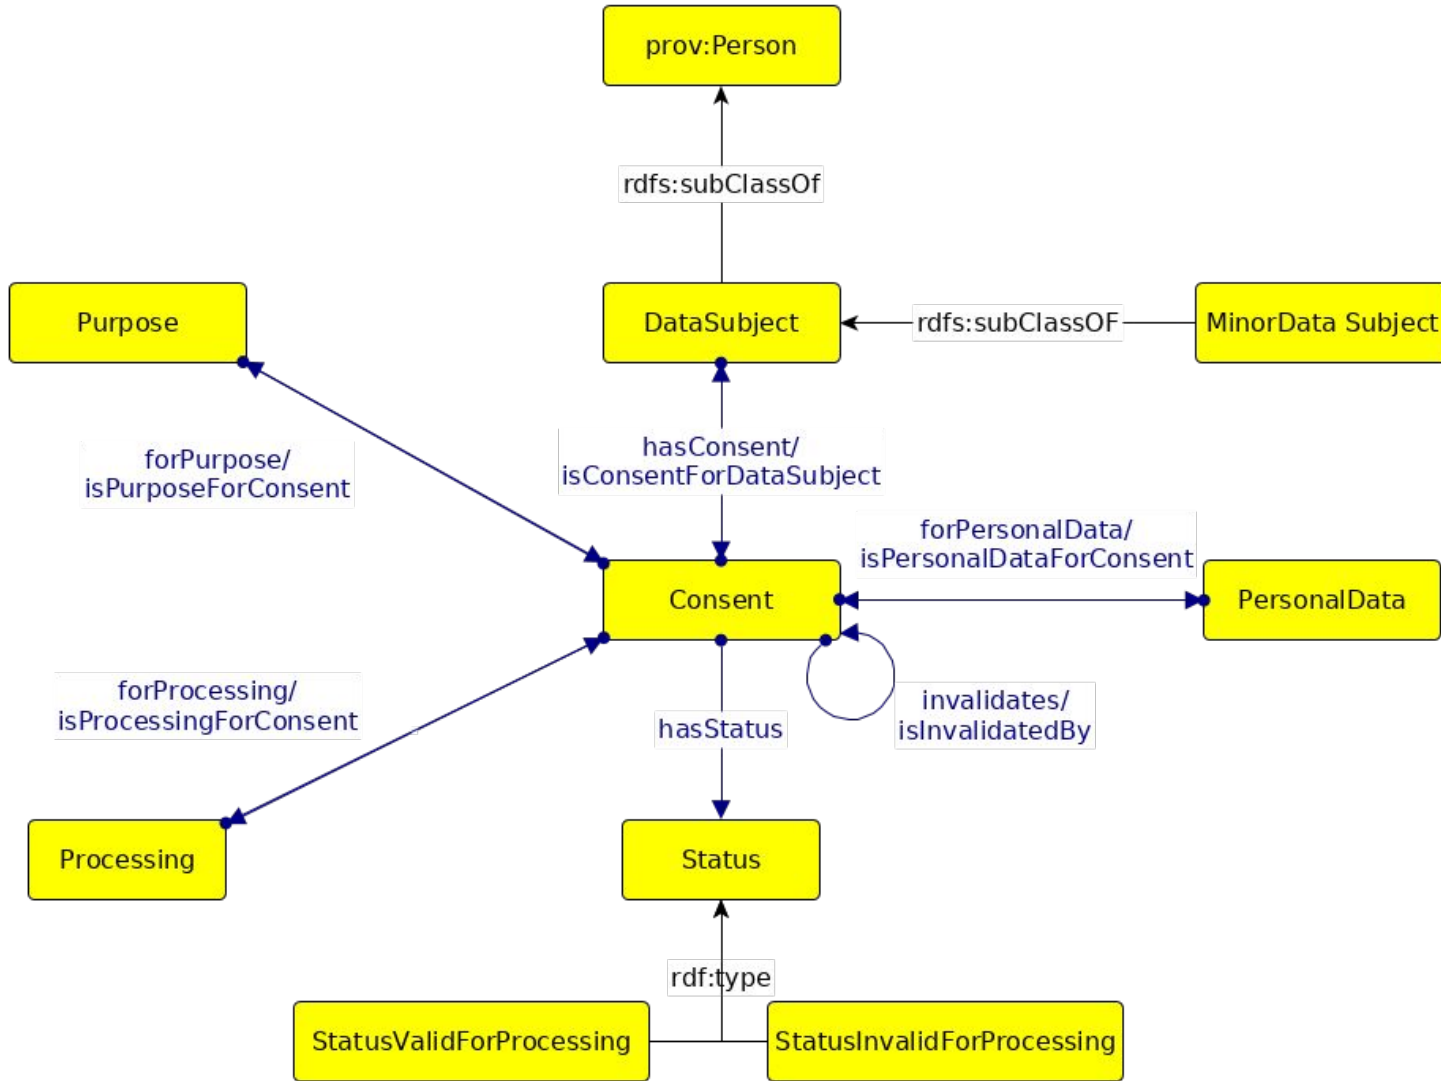 prov:Person
rdfs:subClassOf
Purpose
DataSubject
rdfs:subClassOF
MinorData Subject
forPurpose/
isPurposeForConsent
hasConsent/
isConsentForDataSubject
forPersonalData/
isPersonalDataForConsent
Consent
PersonalData
forProcessing/
isProcessingForConsent
hasStatus
invalidates/
isInvalidatedBy
Processing
Status
rdf:type
StatusValidForProcessing
StatusInvalidForProcessing